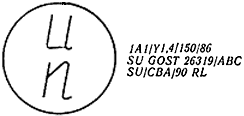 u
n
1A1/Y1,4/150/86
SU GOST 26319/ABC
SU/CBA/90 RL